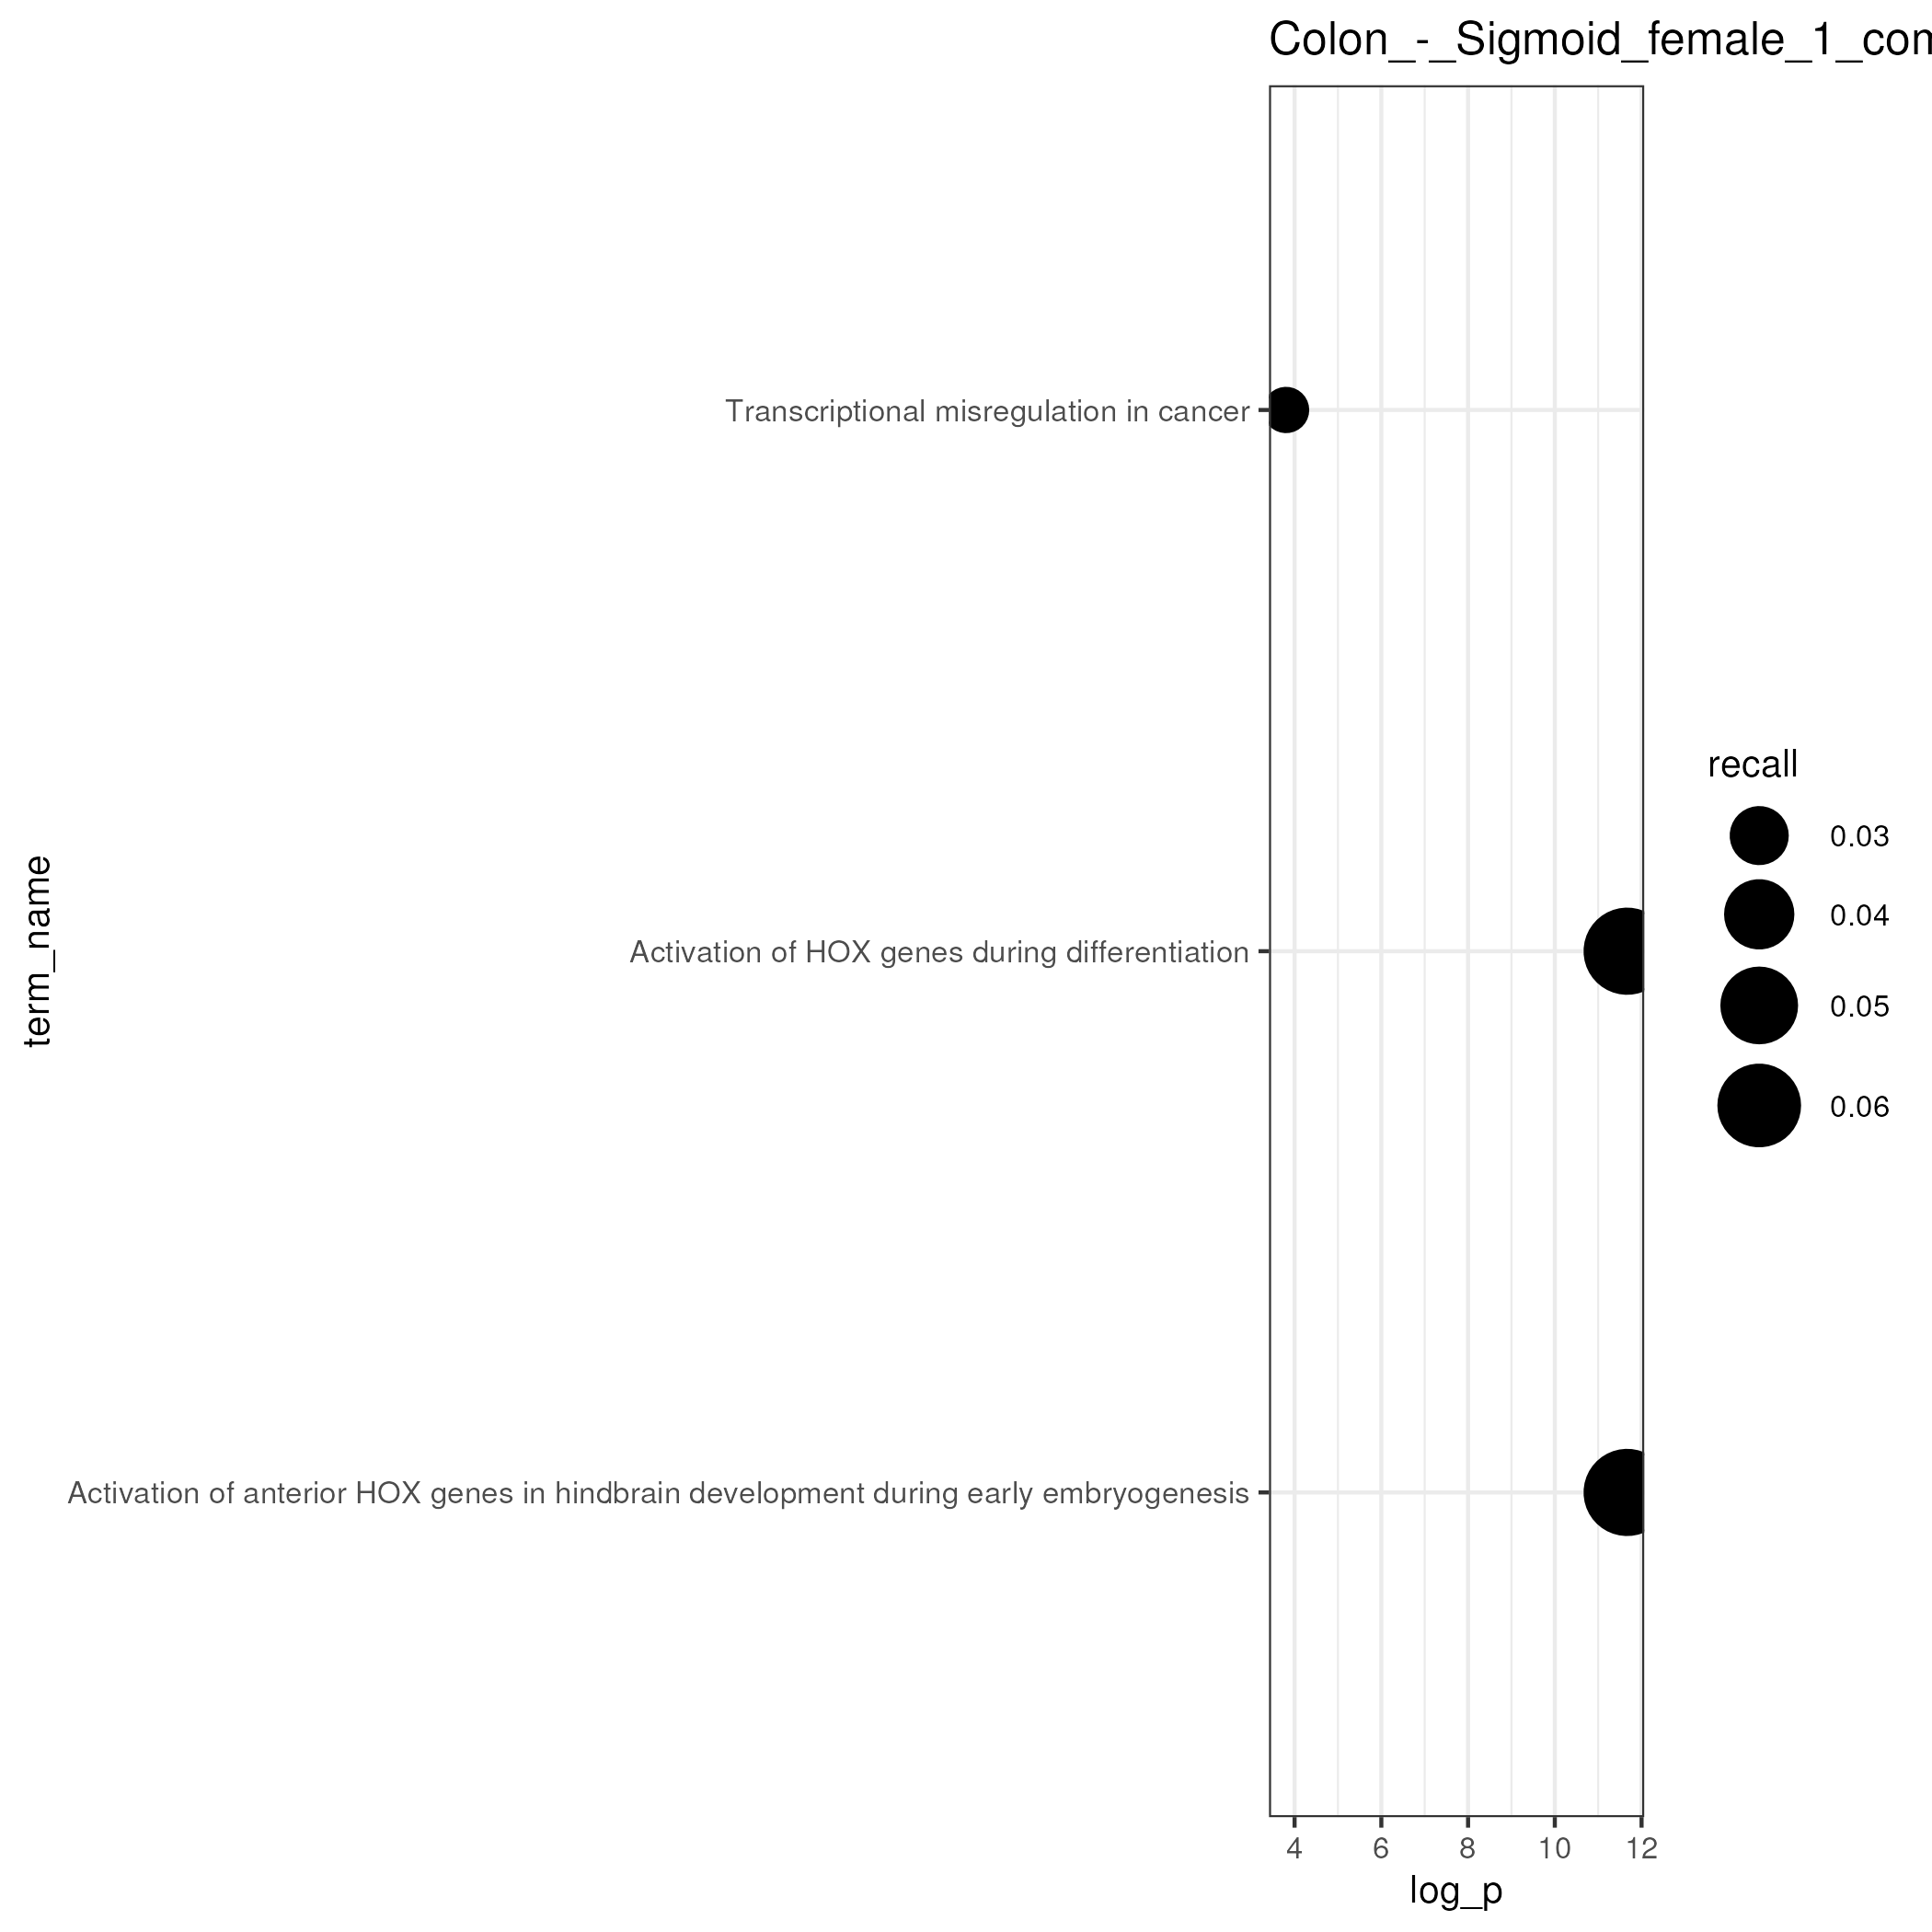 Colon_-_Sigmoid_female_1_con
term_name
Transcriptional misregulation in cancer
Activation of HOX genes during differentiation
Activation of anterior HOX genes in hindbrain development during early embryogenesis
4 6 8 10 12
log_p
recall
0.03
0.04
0.05
0.06